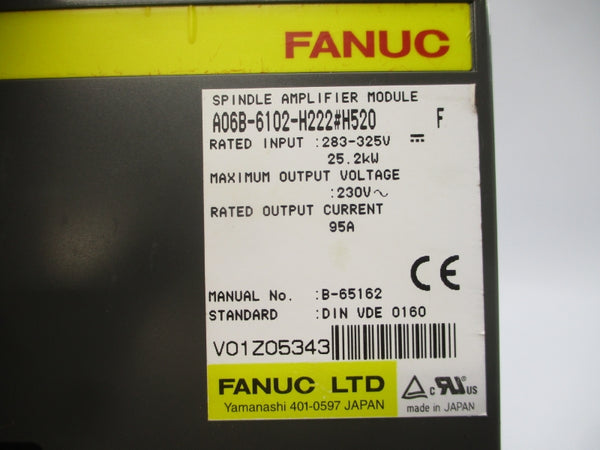 FANUC
SPINDLE AMPLIFIER MODULE
A06B-6102-H222#H520 F
RATED INPUT :283-325V
25.2kW
MAXIMUM OUTPUT VOLTAGE
:230V~
RATED OUTPUT CURRENT
95A
CE
MANUAL No. :B-65162
STANDARD :DIN VDE 0160
V01Z05343
FANUC LTD
Yamanashi 401-0597 JAPAN
c RU US
made in JAPAN